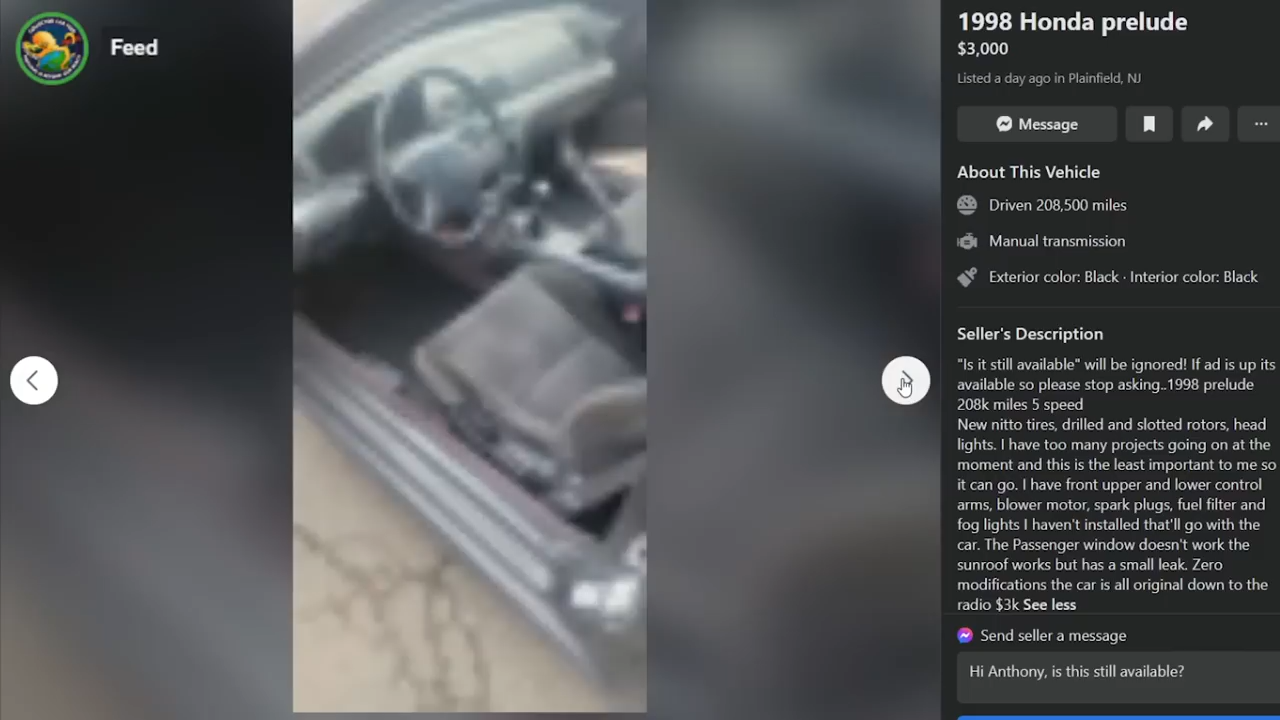 Feed
1998 Honda prelude
$3,000
Listed a day ago in Plainfield, NJ
Message
About This Vehicle
Driven 208,500 miles
Manual transmission
Exterior color: Black · Interior color: Black
Seller's Description
"Is it still available" will be ignored! If ad is up its
available so please stop asking..1998 prelude
208k miles 5 speed
New nitto tires, drilled and slotted rotors, head
lights. I have too many projects going on at the
moment and this is the least important to me so
it can go. I have front upper and lower control
arms, blower motor, spark plugs, fuel filter and
fog lights I haven't installed that'll go with the
car. The Passenger window doesn't work the
sunroof works but has a small leak. Zero
modifications the car is all original down to the
radio $3k See less
Send seller a message
Hi Anthony, is this still available?